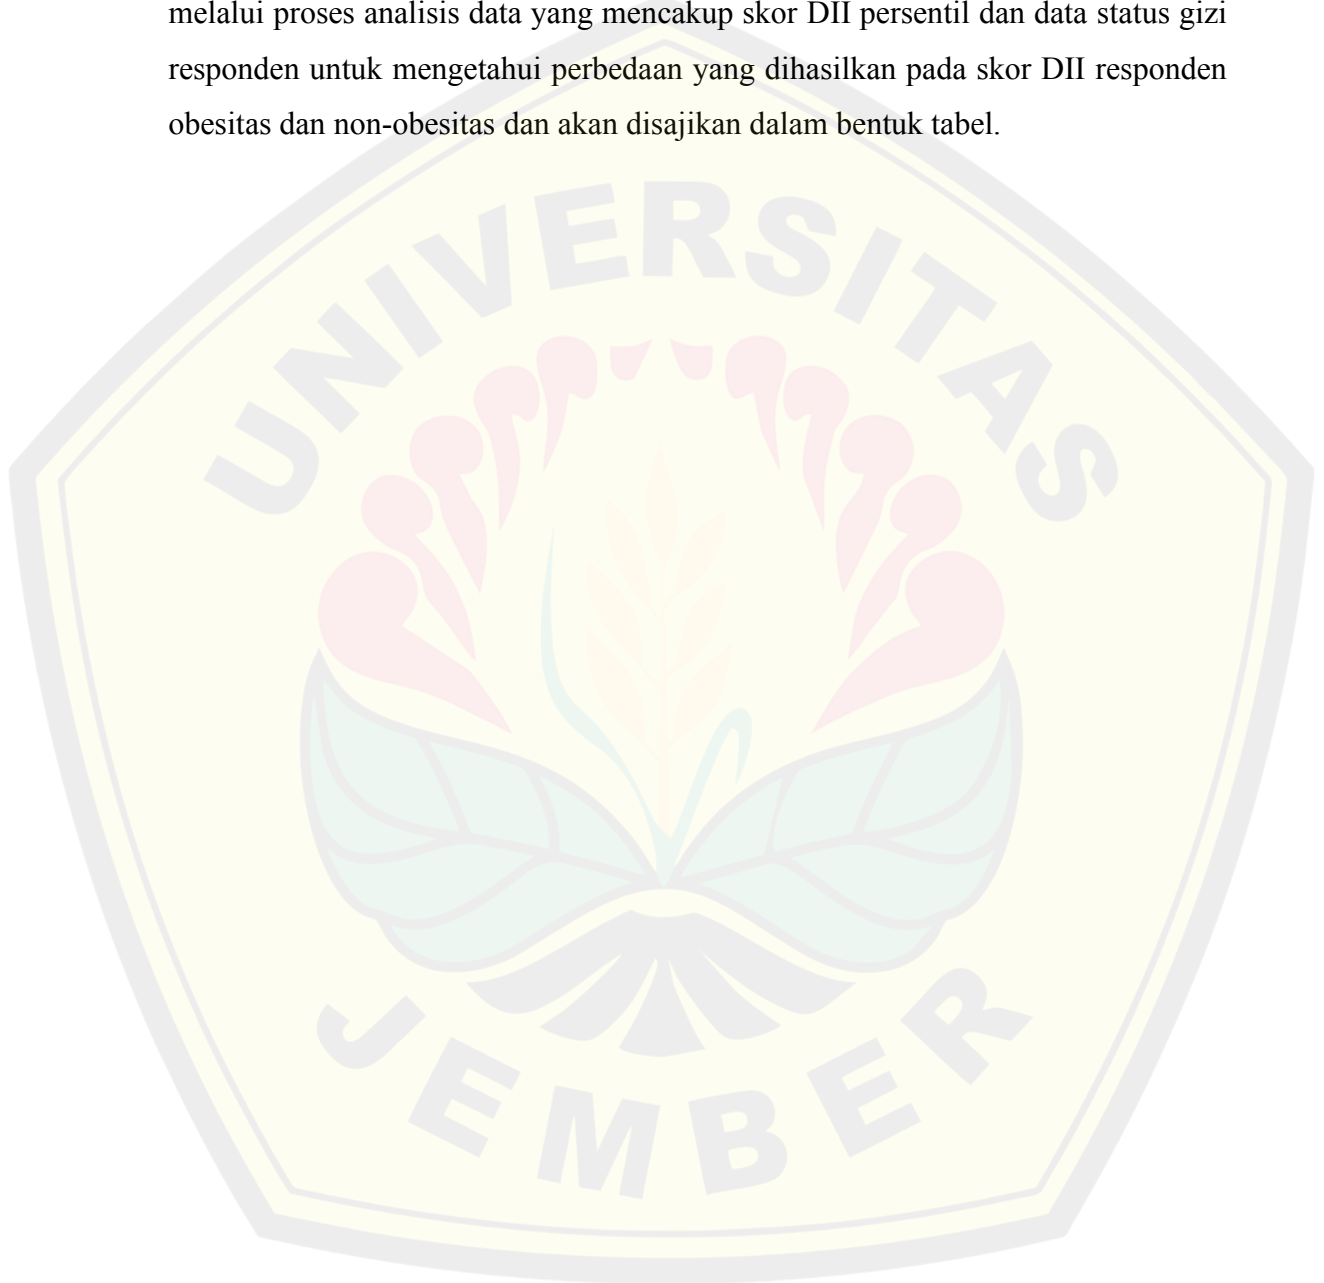 melalui proses analisis data yang mencakup skor DII persentil dan data status gizi
responden untuk mengetahui perbedaan yang dihasilkan pada skor DII responden
obesitas dan non-obesitas dan akan disajikan dalam bentuk tabel.
UNIVERSITAS
JEMBER